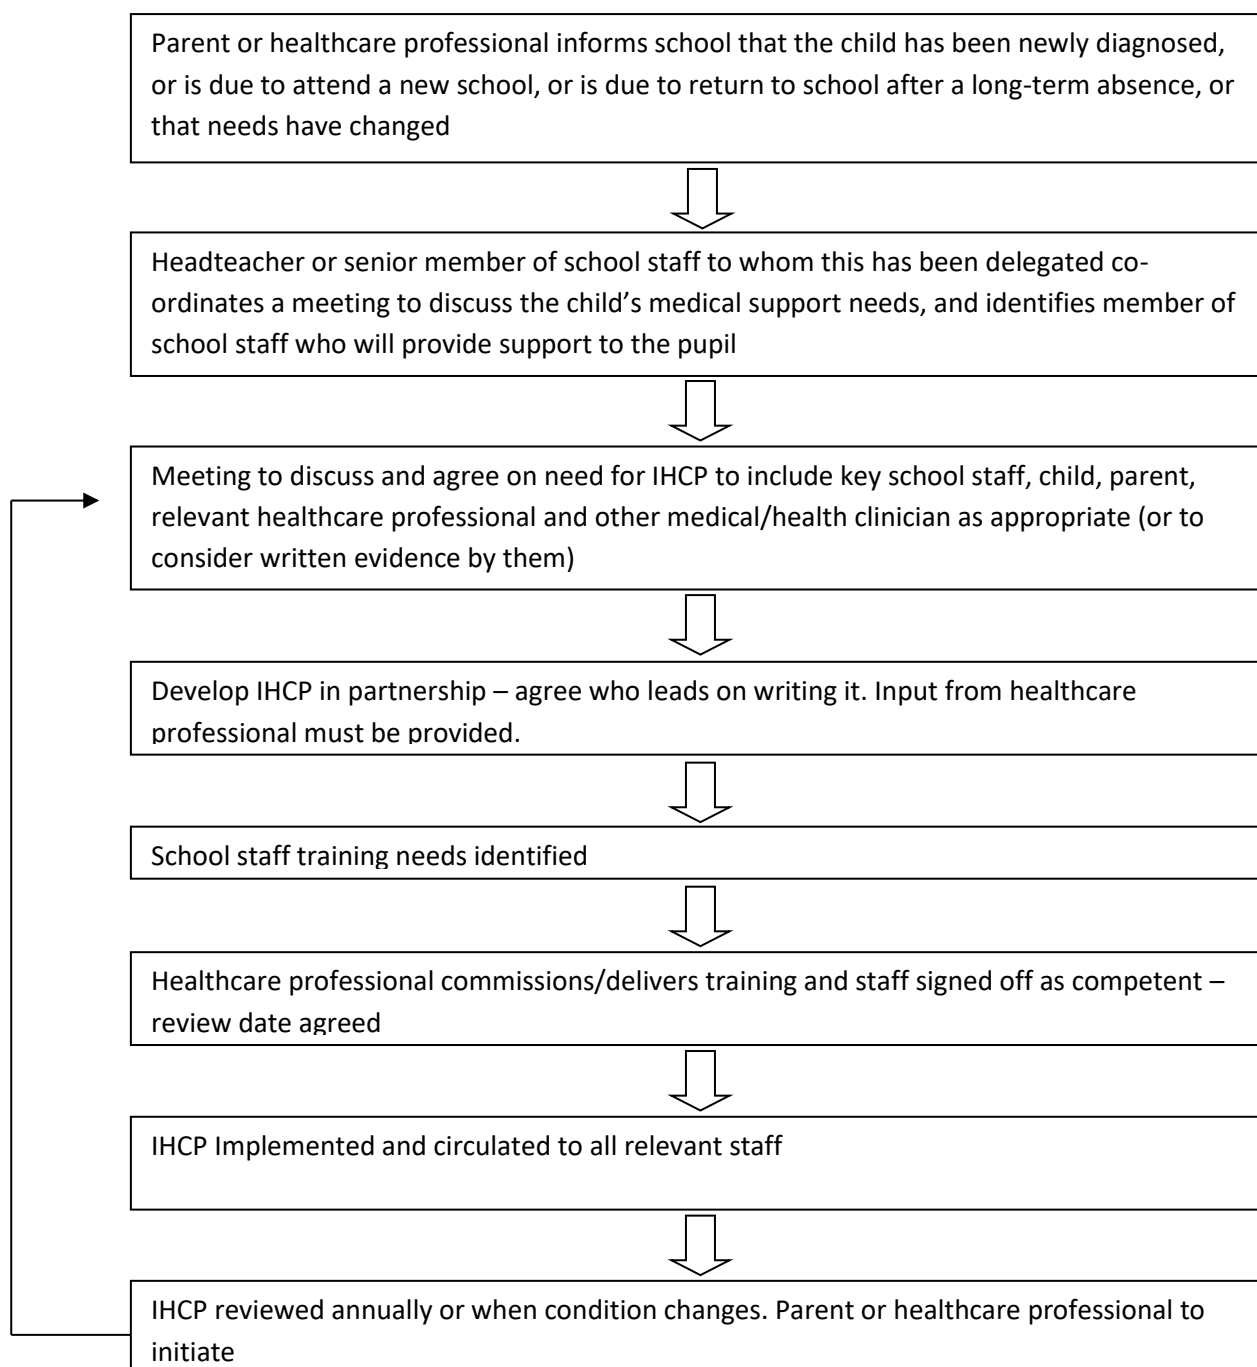 Parent or healthcare professional informs school that the child has been newly diagnosed,
or is due to attend a new school, or is due to return to school after a long-term absence, or
that needs have changed
Headteacher or senior member of school staff to whom this has been delegated co-
ordinates a meeting to discuss the child’s medical support needs, and identifies member of
school staff who will provide support to the pupil
Meeting to discuss and agree on need for IHCP to include key school staff, child, parent,
relevant healthcare professional and other medical/health clinician as appropriate (or to
consider written evidence by them)
Develop IHCP in partnership – agree who leads on writing it. Input from healthcare
professional must be provided.
School staff training needs identified
Healthcare professional commissions/delivers training and staff signed off as competent –
review date agreed
IHCP Implemented and circulated to all relevant staff
IHCP reviewed annually or when condition changes. Parent or healthcare professional to
initiate